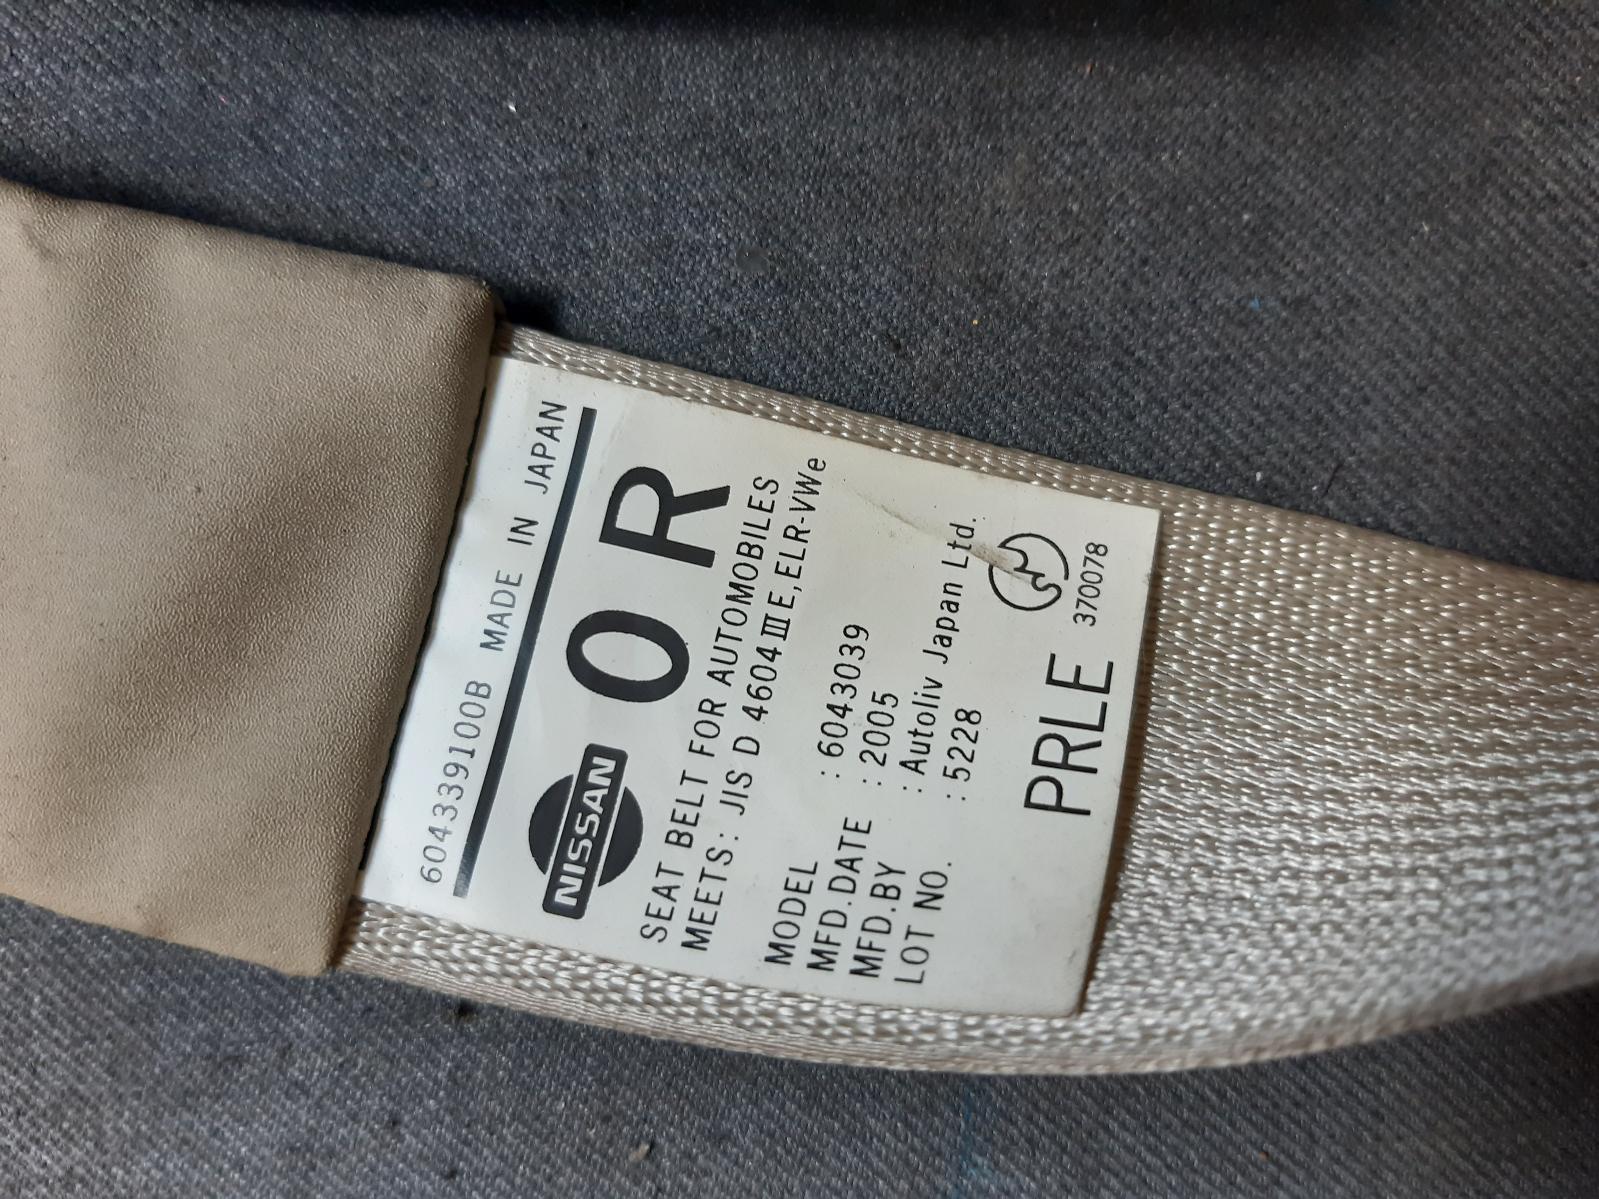 604339100B MADE IN JAPAN
NISSAN O R
SEAT BELT FOR AUTOMOBILES
MEETS: JIS D 4604 III E, ELR-VWe
MODEL : 6043039
MFD.DATE : 2005
MFD.BY : Autoliv Japan Ltd.
LOT NO. : 5228
PRLE 370078